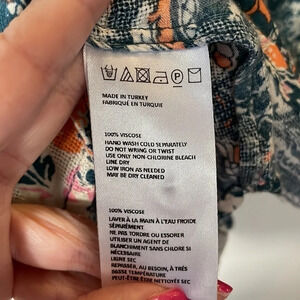 MADE IN TURKEY
FABRIQUÉ EN TURQUIE
100% VISCOSE
HAND WASH COLD SEPARATELY
DO NOT WRING OR TWIST
USE ONLY NON-CHLORINE BLEACH
LINE DRY
LOW IRON AS NEEDED
MAY BE DRY CLEANED
100% VISCOSE
LAVER À LA MAIN À L'EAU FROIDE
SÉPARÉMENT
NE PAS TORDRE OU ESSORER
UTILISER UN AGENT DE
BLANCHIMENT SANS CHLORE SI
NÉCESSAIRE
LIGNE SEC
REPASSER, AU BESOIN, À TRÈS
BASSE TEMPÉRATURE
PEUT-ÊTRE NETTOYÉE SEC